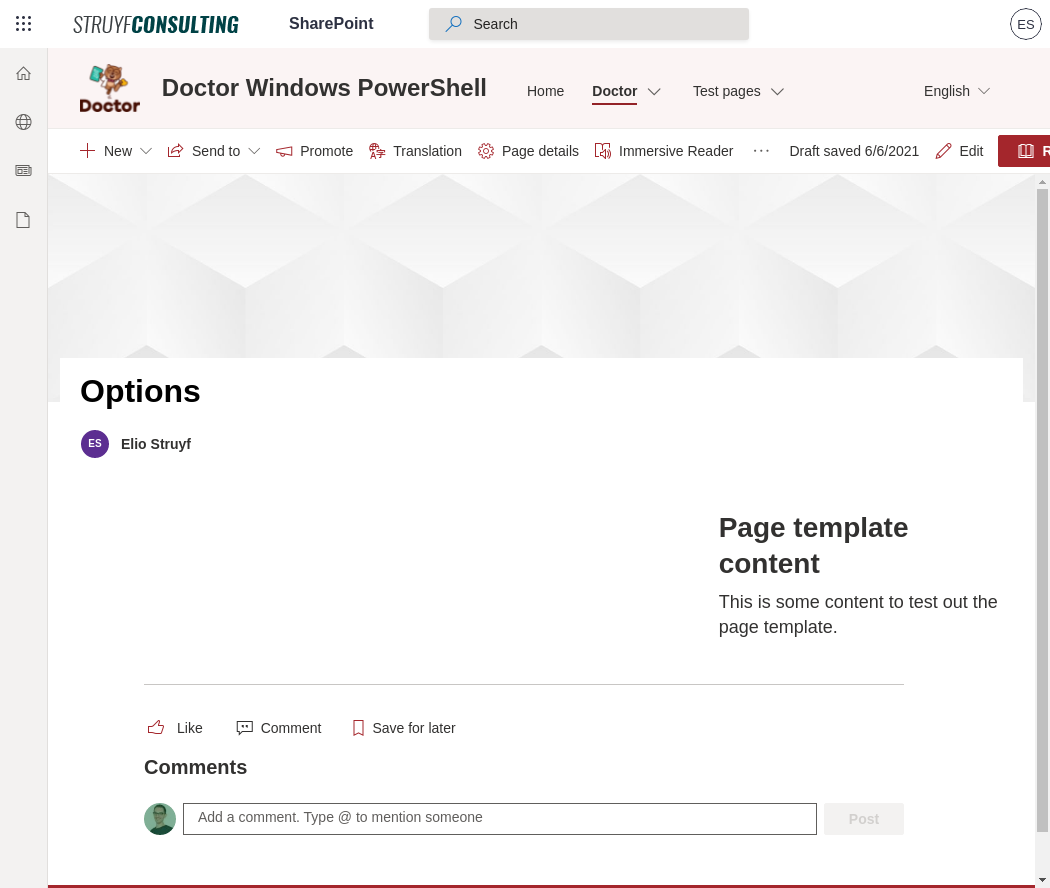 STRUYFCONSULTING SharePoint Search ES
Doctor
Doctor Windows PowerShell Home Doctor Test pages English
New Send to Promote Translation Page details Immersive Reader ··· Draft saved 6/6/2021 Edit R
Options
ES Elio Struyf
Page template
content
This is some content to test out the
page template.
Like Comment Save for later
Comments
Add a comment. Type @ to mention someone Post